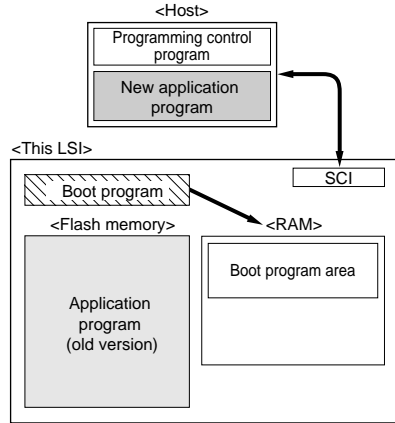 <Host>
Programming control
program
New application
program
<This LSI>
SCI
Boot program
<Flash memory>
<RAM>
Boot program area
Application
program
(old version)